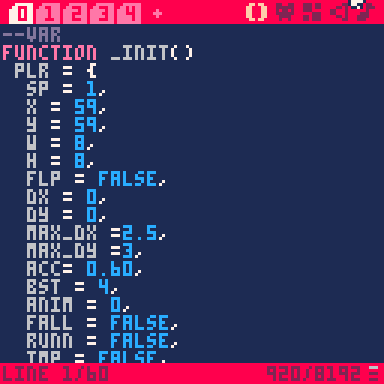 0 1 2 3 4 +
--VAR
FUNCTION _INIT()
PLR = {
SP = 1,
X = 59,
Y = 59,
W = 8,
H = 8,
FLP = FALSE,
DX = 0,
DY = 0,
MAX_DX =2.5,
MAX_DY =3,
ACC= 0.60,
BST = 4,
ANIM = 0,
FALL = FALSE,
RUNN = FALSE,
JMP = FALSE,
LINE 1/60 920/8192